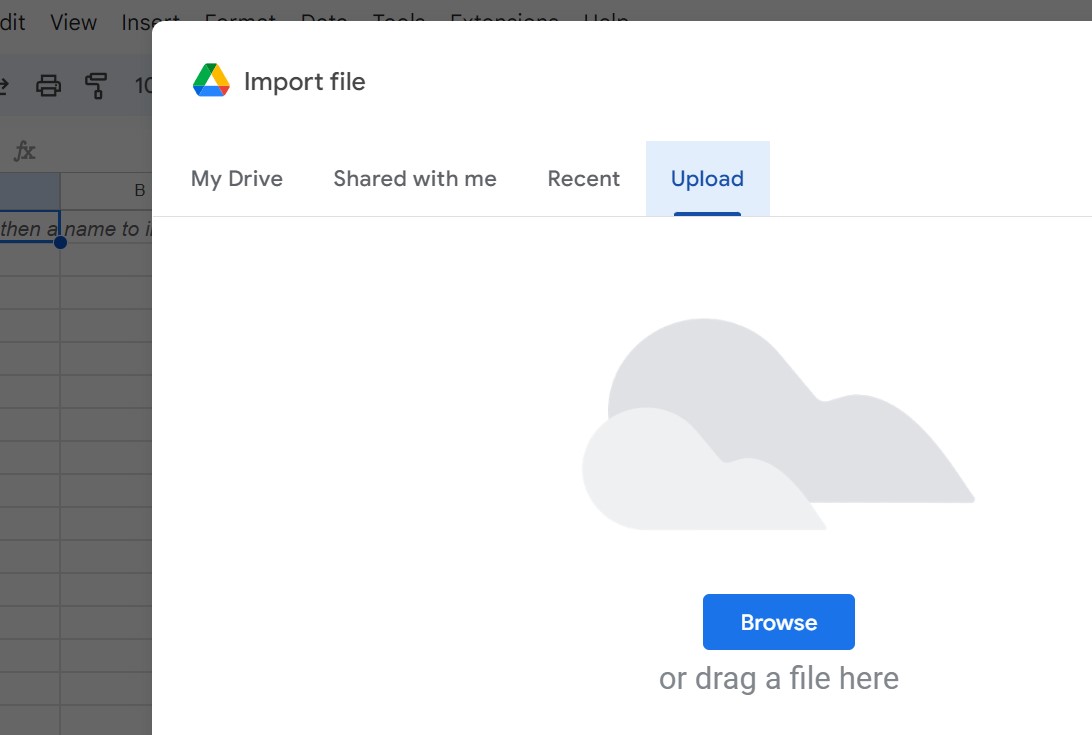 dit View Insert Format Data Tools Extensions Help
Import file
10
fx
My Drive Shared with me Recent Upload
B
then a name to i
Browse
or drag a file here